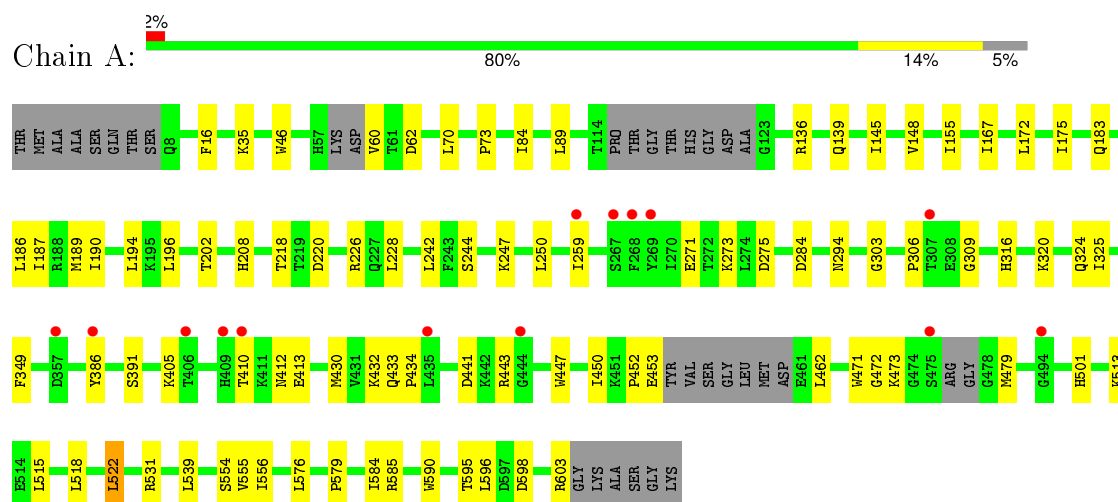 2%
Chain A:
80% 14% 5%
THR MET ALA ALA SER GLN THR SER Q8 F16 K35 W46 H57 LYS ASP V60 T61 D62 L70 P73 I84 L89 T114 PRO THR GLY THR HIS GLY ASP ALA G123 R136 Q139 I145 V148 I155 I167 L172 I175 Q183
L186 I187 R188 M189 I190 L194 K195 L196 T202 H208 T218 T219 D220 R226 Q227 L228 L242 F243 S244 K247 L250 I259 S267 F268 Y269 I270 E271 T272 K273 L274 D275 D284 N294 G303 P306 T307 E308 G309 H316 K320 Q324 I325
F349 D357 Y386 S391 K405 T406 H409 T410 K411 N412 E413 M430 V431 K432 Q433 P434 L435 D441 K442 R443 G444 W447 I450 K451 P452 E453 TYR VAL SER GLY LEU MET ASP E461 L462 W471 G472 K473 G474 S475 ARG GLY G478 M479 G494 H501
E514 L515 L518 L522 R531 L539 S554 V555 I556 L576 P579 I584 R585 W590 T595 L596 D597 D598 R603 GLY LYS ALA SER GLY LYS